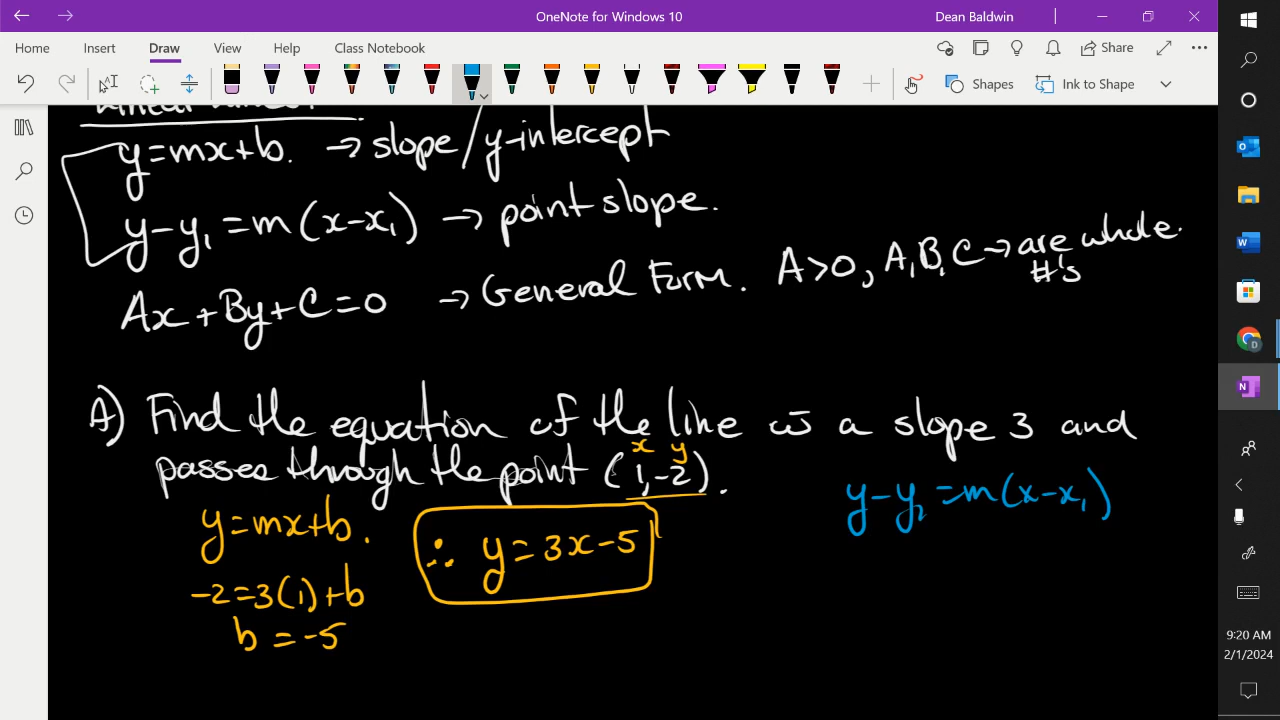 OneNote for Windows 10
Dean Baldwin
Home Insert Draw View Help Class Notebook
Share
Shapes
Ink to Shape
y=mx+b. → slope/y-intercept
y-y₁=m(x-x₁) → point slope.
Ax+By+C=0 → General Form. A>0, A, B, C → are whole
#'s
A) Find the equation of the line w̄ a slope 3 and
x y
passes through the point (1,-2).
y=mx+b.
∴ y=3x-5
-2=3(1)+b
b=-5
y-y₂=m(x-x₁)
9:20 AM
2/1/2024